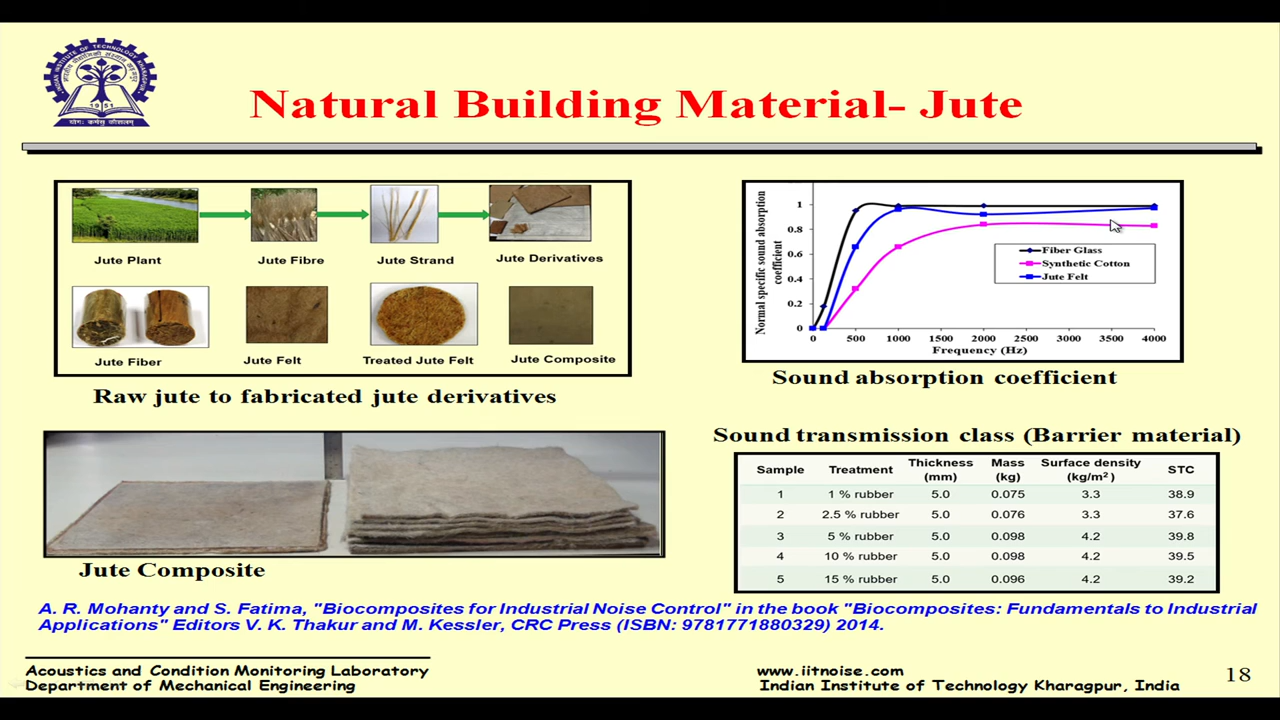 INDIAN INSTITUTE OF TECHNOLOGY KHARAGPUR
1951
योगः कर्मसु कौशलम्
Natural Building Material- Jute
Jute Plant
Jute Fibre
Jute Strand
Jute Derivatives
Jute Fiber
Jute Felt
Treated Jute Felt
Jute Composite
Raw jute to fabricated jute derivatives
Normal specific sound absorption
coefficient
1
0.8
0.6
0.4
0.2
0
0 500 1000 1500 2000 2500 3000 3500 4000
Frequency (Hz)
Fiber Glass
Synthetic Cotton
Jute Felt
Sound absorption coefficient
Jute Composite
Sound transmission class (Barrier material)
Sample Treatment Thickness (mm) Mass (kg) Surface density (kg/m²) STC
1 1 % rubber 5.0 0.075 3.3 38.9
2 2.5 % rubber 5.0 0.076 3.3 37.6
3 5 % rubber 5.0 0.098 4.2 39.8
4 10 % rubber 5.0 0.098 4.2 39.5
5 15 % rubber 5.0 0.096 4.2 39.2
A. R. Mohanty and S. Fatima, "Biocomposites for Industrial Noise Control" in the book "Biocomposites: Fundamentals to Industrial
Applications" Editors V. K. Thakur and M. Kessler, CRC Press (ISBN: 9781771880329) 2014.
Acoustics and Condition Monitoring Laboratory
Department of Mechanical Engineering
www.iitnoise.com
Indian Institute of Technology Kharagpur, India
18